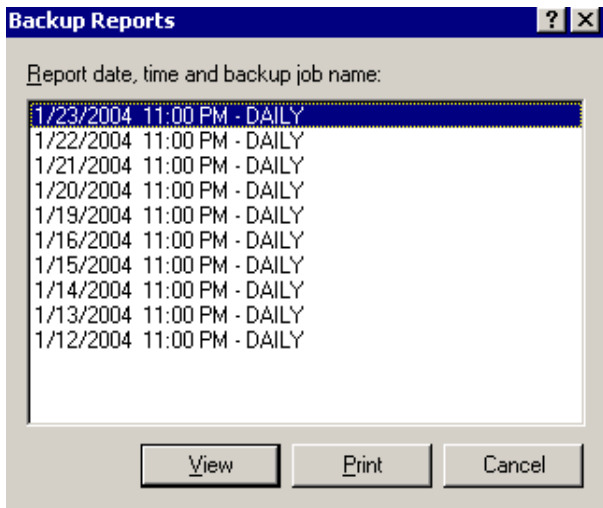 Backup Reports
Report date, time and backup job name:
1/23/2004 11:00 PM - DAILY
1/22/2004 11:00 PM - DAILY
1/21/2004 11:00 PM - DAILY
1/20/2004 11:00 PM - DAILY
1/19/2004 11:00 PM - DAILY
1/16/2004 11:00 PM - DAILY
1/15/2004 11:00 PM - DAILY
1/14/2004 11:00 PM - DAILY
1/13/2004 11:00 PM - DAILY
1/12/2004 11:00 PM - DAILY
View Print Cancel